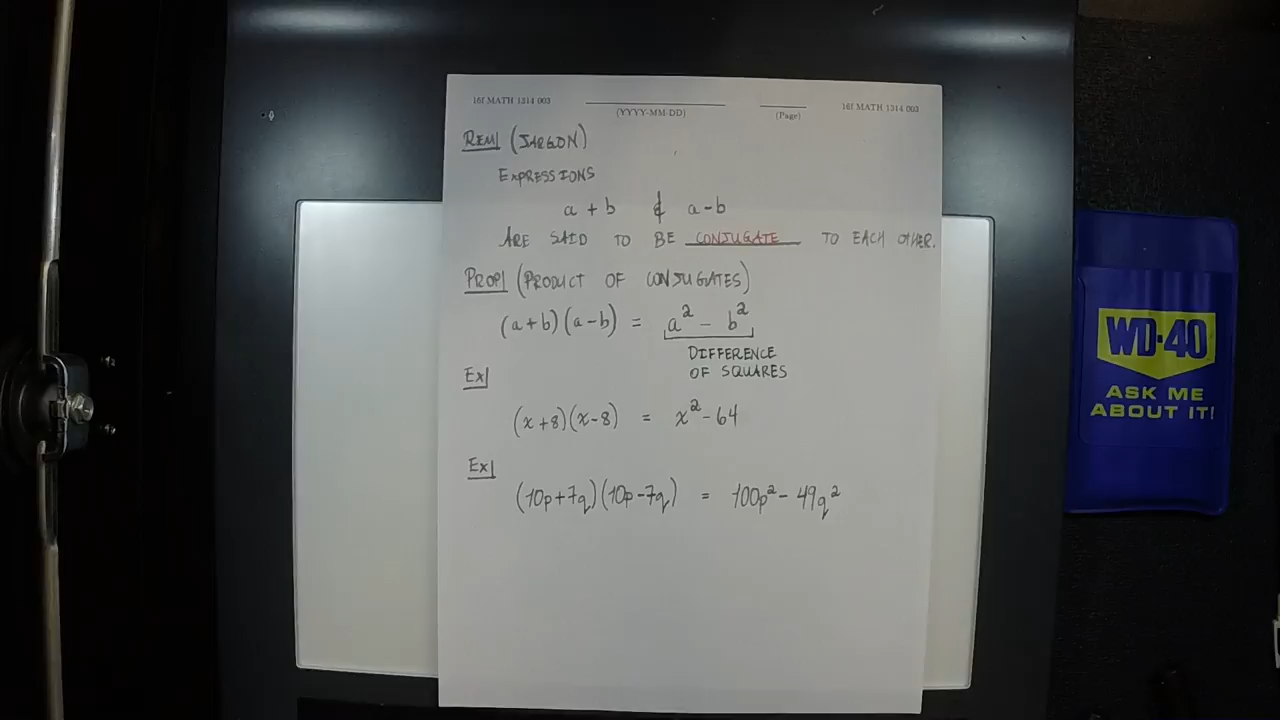 16f MATH 1314 003 (YYYY-MM-DD) (Page) 16f MATH 1314 003
REM (JARGON)
EXPRESSIONS
a + b & a - b
ARE SAID TO BE CONJUGATE TO EACH OTHER.
PROP (PRODUCT OF CONJUGATES)
(a+b)(a-b) = a² - b²
DIFFERENCE
OF SQUARES
Ex
(x+8)(x-8) = x² - 64
Ex
(10p+7q)(10p-7q) = 100p² - 49q²
WD-40
ASK ME
ABOUT IT!